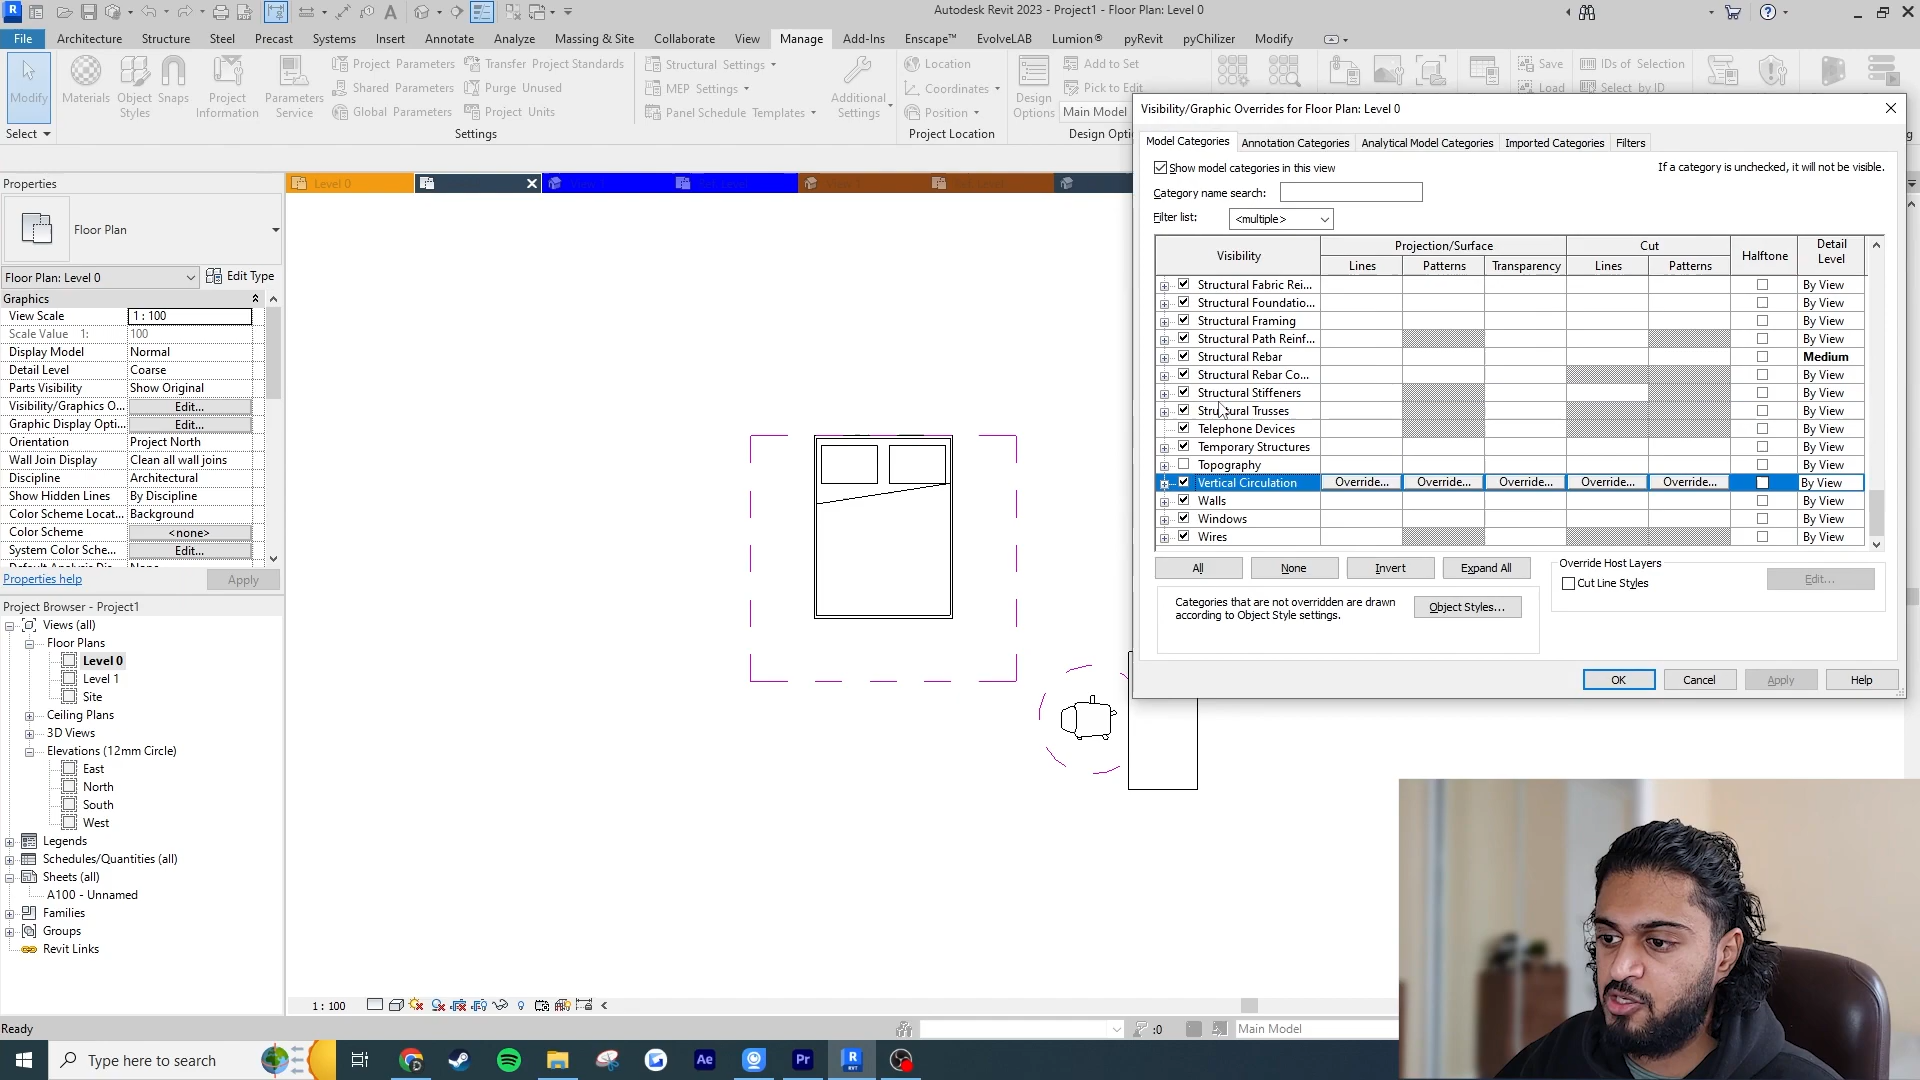 Autodesk Revit 2023 - Project1 - Floor Plan: Level 0
File Architecture Structure Steel Precast Systems Insert Annotate Analyze Massing & Site Collaborate View Manage Add-Ins Enscape™ EvolveLAB Lumion® pyRevit pyChilizer Modify
Modify
Materials
Object Styles
Snaps
Project Information
Parameters Service
Project Parameters
Shared Parameters
Global Parameters
Transfer Project Standards
Purge Unused
Project Units
Structural Settings
MEP Settings
Panel Schedule Templates
Additional Settings
Location
Coordinates
Position
Design Options
Add to Set
Pick to Edit
Main Model
Save
Load
IDs of Selection
Select by ID
Select
Settings
Project Location
Design Optio
Level 0
Properties
Floor Plan
Floor Plan: Level 0
Edit Type
Graphics
View Scale 1 : 100
Scale Value 1: 100
Display Model Normal
Detail Level Coarse
Parts Visibility Show Original
Visibility/Graphics O... Edit...
Graphic Display Opti... Edit...
Orientation Project North
Wall Join Display Clean all wall joins
Discipline Architectural
Show Hidden Lines By Discipline
Color Scheme Locat... Background
Color Scheme <none>
System Color Sche... Edit...
Properties help
Apply
Project Browser - Project1
Views (all)
Floor Plans
Level 0
Level 1
Site
Ceiling Plans
3D Views
Elevations (12mm Circle)
East
North
South
West
Legends
Schedules/Quantities (all)
Sheets (all)
A100 - Unnamed
Families
Groups
Revit Links
Visibility/Graphic Overrides for Floor Plan: Level 0
Model Categories Annotation Categories Analytical Model Categories Imported Categories Filters
Show model categories in this view
If a category is unchecked, it will not be visible.
Category name search:
Filter list: <multiple>
Visibility
Projection/Surface
Cut
Halftone
Detail Level
Lines Patterns Transparency Lines Patterns
Structural Fabric Rei... By View
Structural Foundatio... By View
Structural Framing By View
Structural Path Reinf... By View
Structural Rebar Medium
Structural Rebar Co... By View
Structural Stiffeners By View
Structural Trusses By View
Telephone Devices By View
Temporary Structures By View
Topography By View
Vertical Circulation Override... Override... Override... Override... Override... By View
Walls By View
Windows By View
Wires By View
All None Invert Expand All
Override Host Layers
Cut Line Styles
Edit...
Categories that are not overridden are drawn
according to Object Style settings.
Object Styles...
OK Cancel Apply Help
1 : 100
Ready
:0
Main Model
Type here to search
Ae
Pr
R
RVT